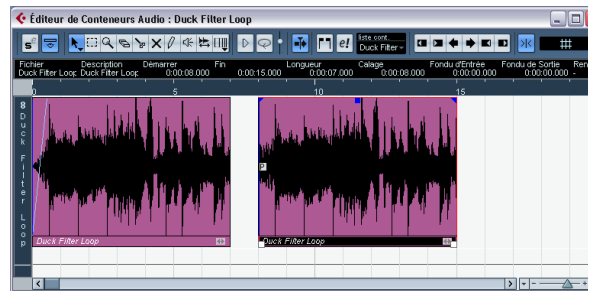 Éditeur de Conteneurs Audio : Duck Filter Loop
liste cont.
Duck Filter
Fichier Description Démarrer Fin Longueur Calage Fondu d'Entrée Fondu de Sortie
Duck Filter Loop Duck Filter Loop 0:00:08.000 0:00:15.000 0:00:07.000 0:00:08.000 0:00:00.000 0:00:00.000 -
0 5 10 15
8 Duck Filter Loop
P
Duck Filter Loop Duck Filter Loop